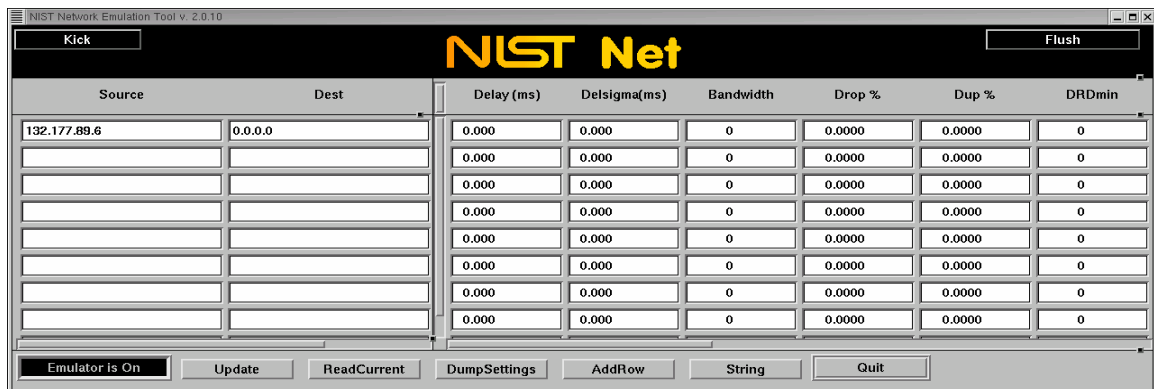 NIST Network Emulation Tool v. 2.0.10
Kick NIST Net Flush
Source Dest Delay (ms) Delsigma(ms) Bandwidth Drop % Dup % DRDmin
132.177.89.6 0.0.0.0 0.000 0.000 0 0.0000 0.0000 0
0.000 0.000 0 0.0000 0.0000 0
0.000 0.000 0 0.0000 0.0000 0
0.000 0.000 0 0.0000 0.0000 0
0.000 0.000 0 0.0000 0.0000 0
0.000 0.000 0 0.0000 0.0000 0
0.000 0.000 0 0.0000 0.0000 0
0.000 0.000 0 0.0000 0.0000 0
Emulator is On Update ReadCurrent DumpSettings AddRow String Quit